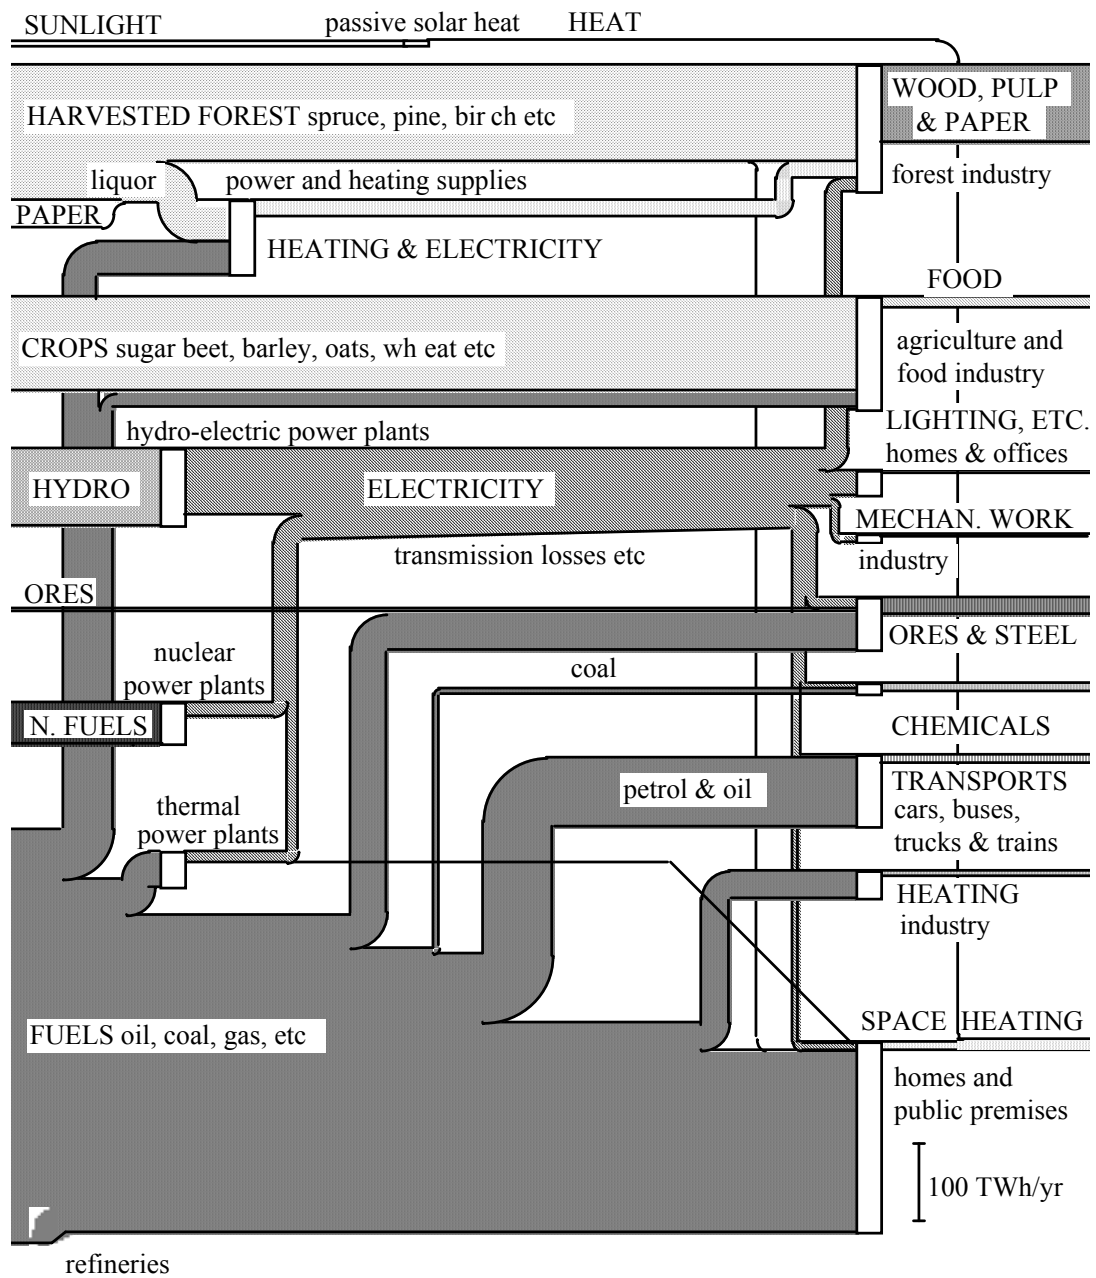 SUNLIGHT
passive solar heat
HEAT
HARVESTED FOREST spruce, pine, bir ch etc
WOOD, PULP
& PAPER
liquor
power and heating supplies
forest industry
PAPER
HEATING & ELECTRICITY
FOOD
CROPS sugar beet, barley, oats, wh eat etc
agriculture and
food industry
hydro-electric power plants
LIGHTING, ETC.
homes & offices
HYDRO
ELECTRICITY
MECHAN. WORK
industry
transmission losses etc
ORES
ORES & STEEL
nuclear
power plants
coal
N. FUELS
CHEMICALS
petrol & oil
TRANSPORTS
cars, buses,
trucks & trains
thermal
power plants
HEATING
industry
FUELS oil, coal, gas, etc
SPACE HEATING
homes and
public premises
100 TWh/yr
refineries